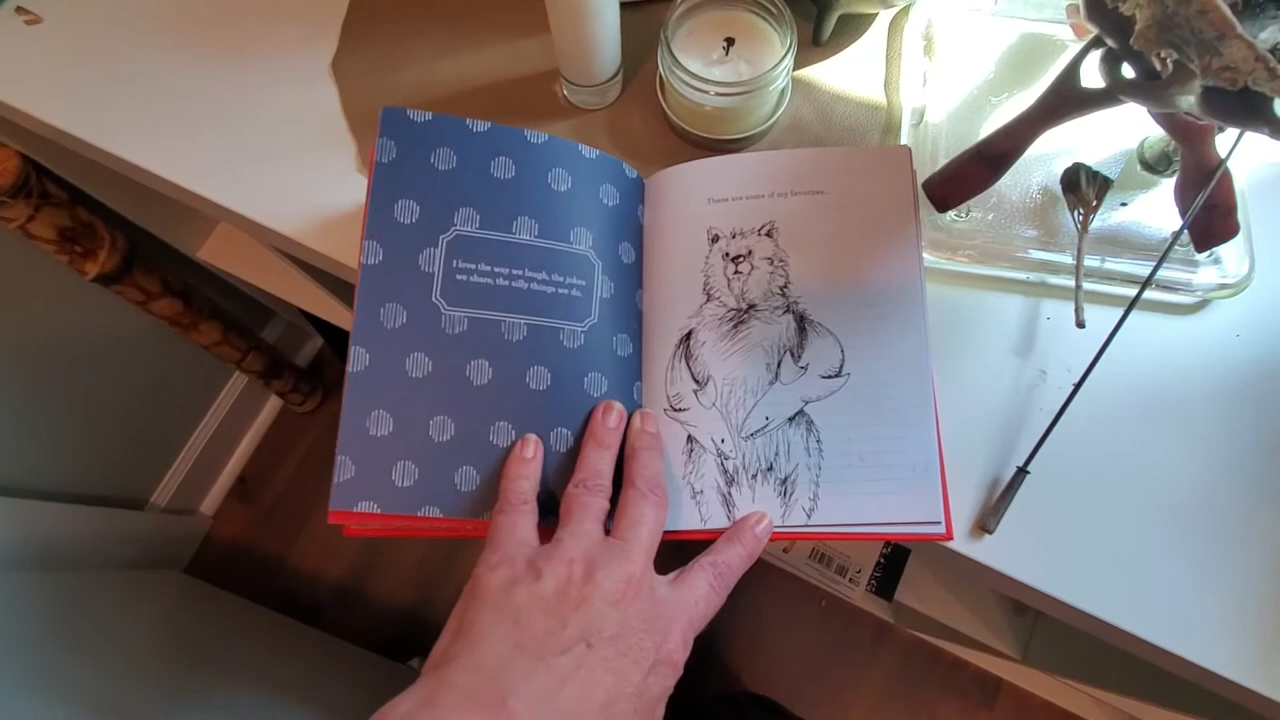 I love the way we laugh, the jokes
we share, the silly things we do.
These are some of my favorites...